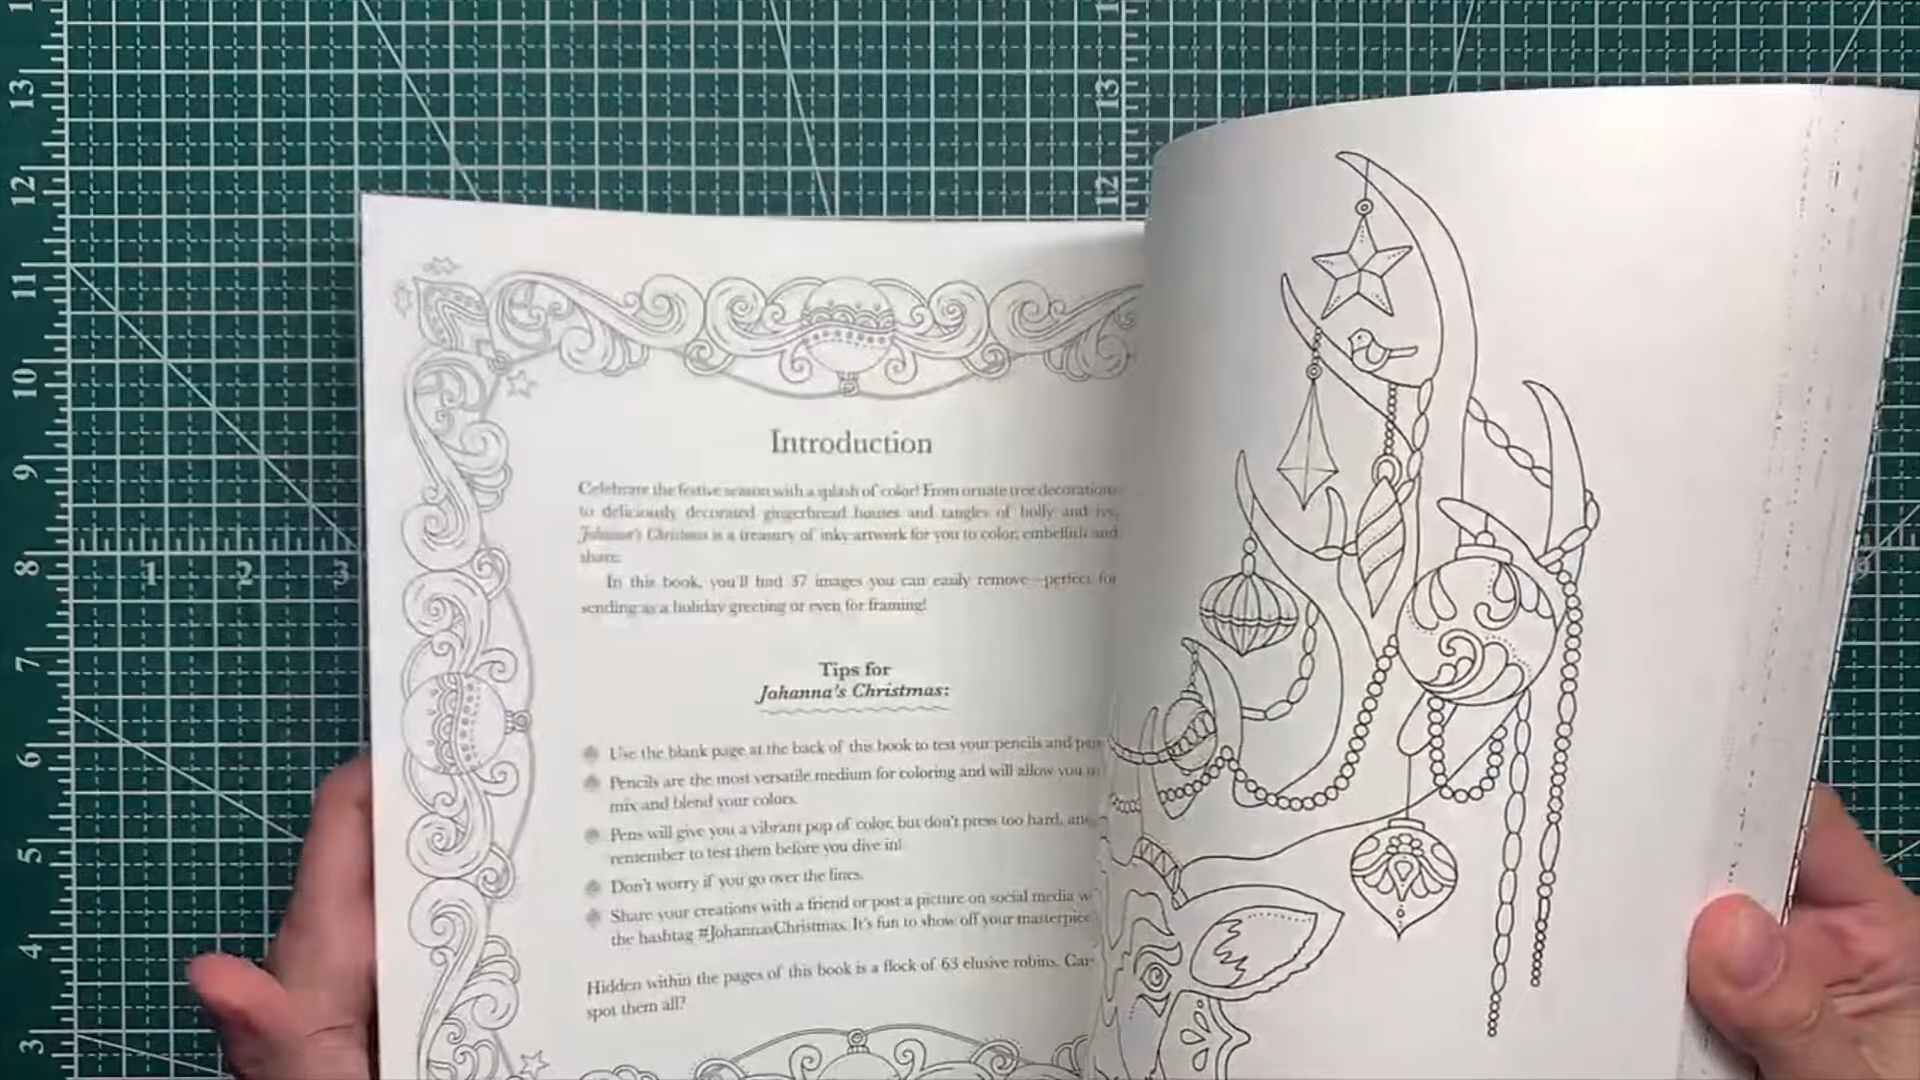 Introduction
Celebrate the festive season with a splash of color! From ornate tree decorations
to deliciously decorated gingerbread houses and tangles of holly and ivy,
Johanna's Christmas is a treasury of inky artwork for you to color, embellish and
share.
In this book, you'll find 37 images you can easily remove—perfect for
sending as a holiday greeting or even for framing!
Tips for
Johanna's Christmas:
Use the blank page at the back of this book to test your pencils and
Pencils are the most versatile medium for coloring and will allow you
mix and blend your colors.
Pens will give you a vibrant pop of color, but don't press too hard, and
remember to test them before you dive in!
Don't worry if you go over the lines.
Share your creations with a friend or post a picture on social media
the hashtag #JohannasChristmas. It's fun to show off your masterpiece
Hidden within the pages of this book is a flock of 63 elusive robins. Can
spot them all?
13
12
11
10
9
8
7
6
5
4
3
1 2 3
13
12